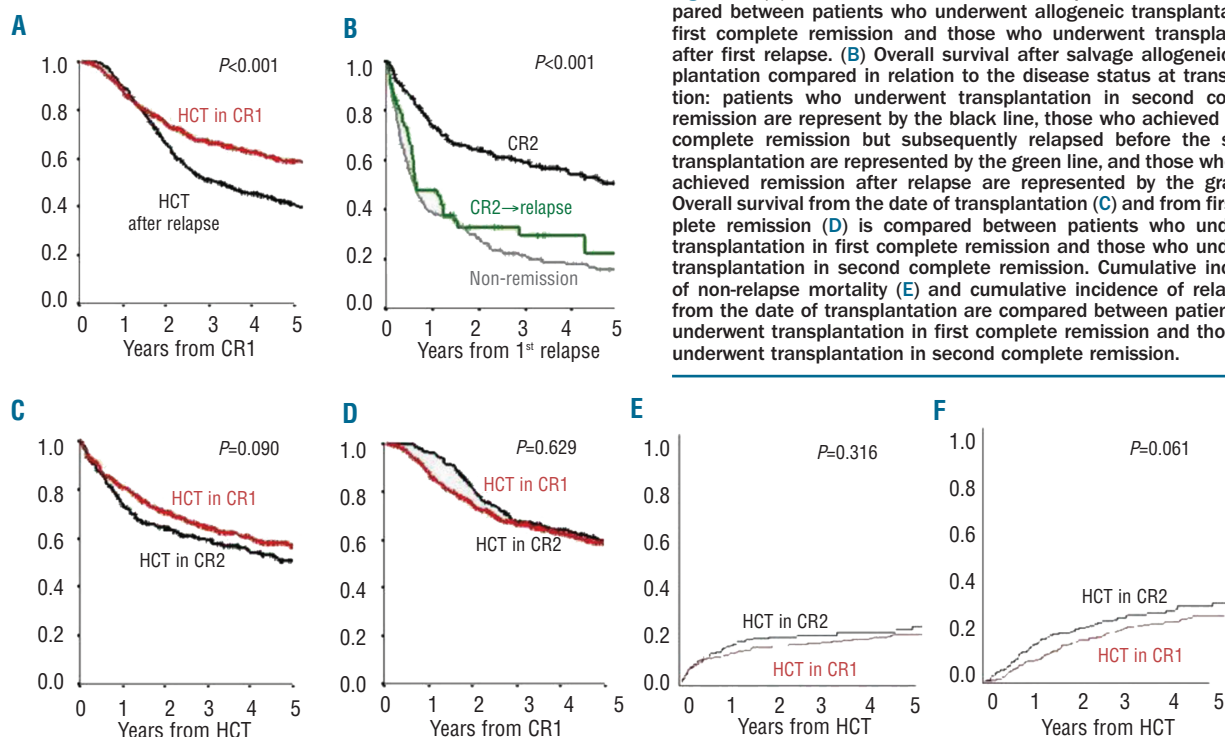 pared between patients who underwent allogeneic
first complete remission and those who underwent
after first relapse. (B) Overall survival after salvage allogeneic
plantation compared in relation to the disease status at
tion: patients who underwent transplantation in second
remission are represent by the black line, those who achieved
complete remission but subsequently relapsed before the
transplantation are represented by the green line, and those
achieved remission after relapse are represented by the
Overall survival from the date of transplantation (C) and from
plete remission (D) is compared between patients who
transplantation in first complete remission and those who
transplantation in second complete remission. Cumulative
of non-relapse mortality (E) and cumulative incidence of
from the date of transplantation are compared between
underwent transplantation in first complete remission and
underwent transplantation in second complete remission.
A
P<0.001
1.0
0.8
0.6
0.4
0.2
0.0
HCT in CR1
HCT
after relapse
0 1 2 3 4 5
Years from CR1
B
P<0.001
1.0
0.8
0.6
0.4
0.2
0.0
CR2
CR2→relapse
Non-remission
0 1 2 3 4 5
Years from 1st relapse
C
P=0.090
1.0
0.8
0.6
0.4
0.2
0.0
HCT in CR1
HCT in CR2
0 1 2 3 4 5
Years from HCT
D
P=0.629
1.0
0.8
0.6
0.4
0.2
0.0
HCT in CR1
HCT in CR2
0 1 2 3 4 5
Years from CR1
E
P=0.316
1.0
0.8
0.6
0.4
0.2
0.0
HCT in CR2
HCT in CR1
0 1 2 3 4 5
Years from HCT
F
P=0.061
1.0
0.8
0.6
0.4
0.2
0.0
HCT in CR2
HCT in CR1
0 1 2 3 4 5
Years from HCT